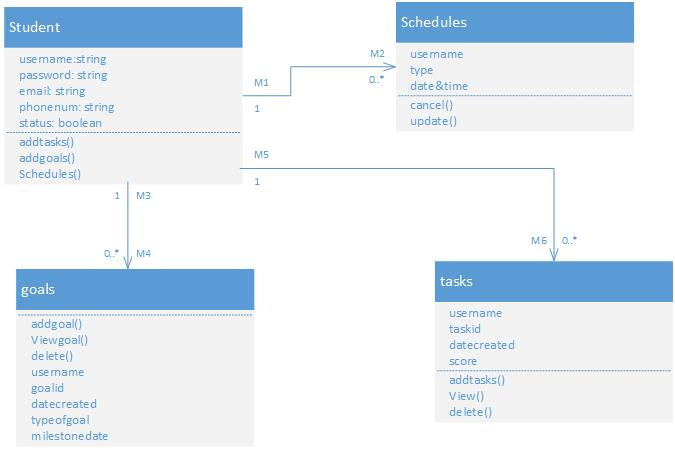 Student
username:string
password: string
email: string
phonenum: string
status: boolean
addtasks()
addgoals()
Schedules()
M1
1
M2
0..*
Schedules
username
type
date&time
cancel()
update()
M5
1
1
M3
0..*
M4
M6
0..*
goals
addgoal()
Viewgoal()
delete()
username
goalid
datecreated
typeofgoal
milestonedate
tasks
username
taskid
datecreated
score
addtasks()
View()
delete()